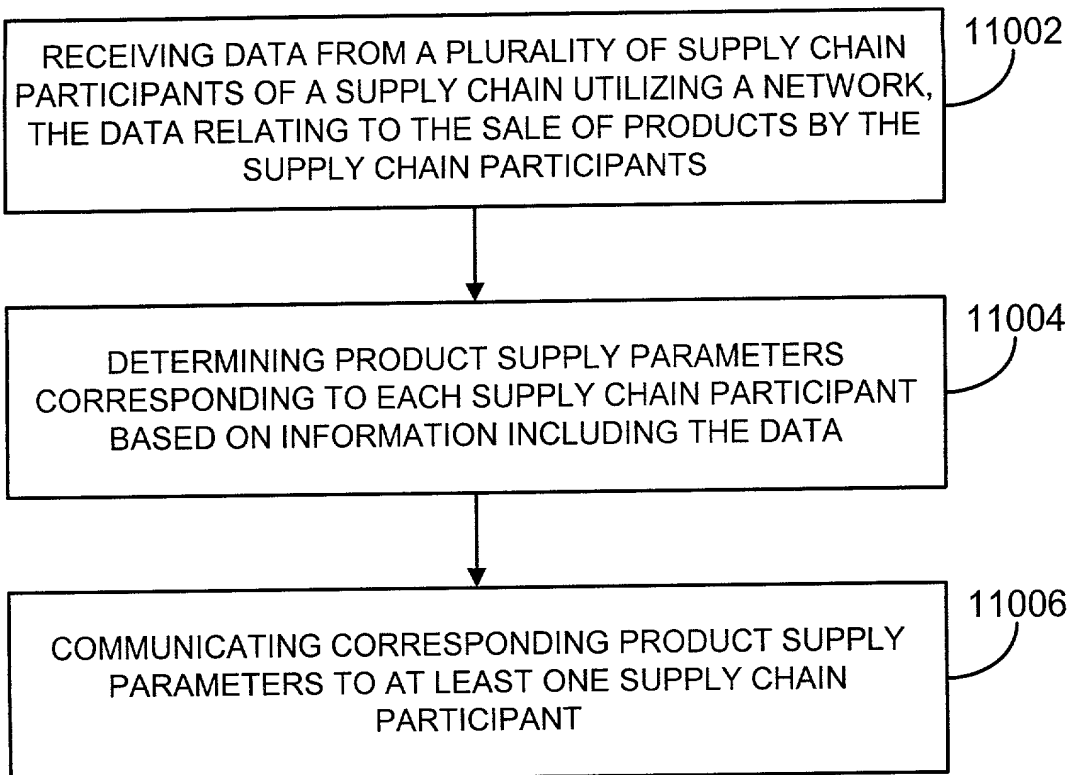 RECEIVING DATA FROM A PLURALITY OF SUPPLY CHAIN
PARTICIPANTS OF A SUPPLY CHAIN UTILIZING A NETWORK,
THE DATA RELATING TO THE SALE OF PRODUCTS BY THE
SUPPLY CHAIN PARTICIPANTS
11002
DETERMINING PRODUCT SUPPLY PARAMETERS
CORRESPONDING TO EACH SUPPLY CHAIN PARTICIPANT
BASED ON INFORMATION INCLUDING THE DATA
11004
COMMUNICATING CORRESPONDING PRODUCT SUPPLY
PARAMETERS TO AT LEAST ONE SUPPLY CHAIN
PARTICIPANT
11006